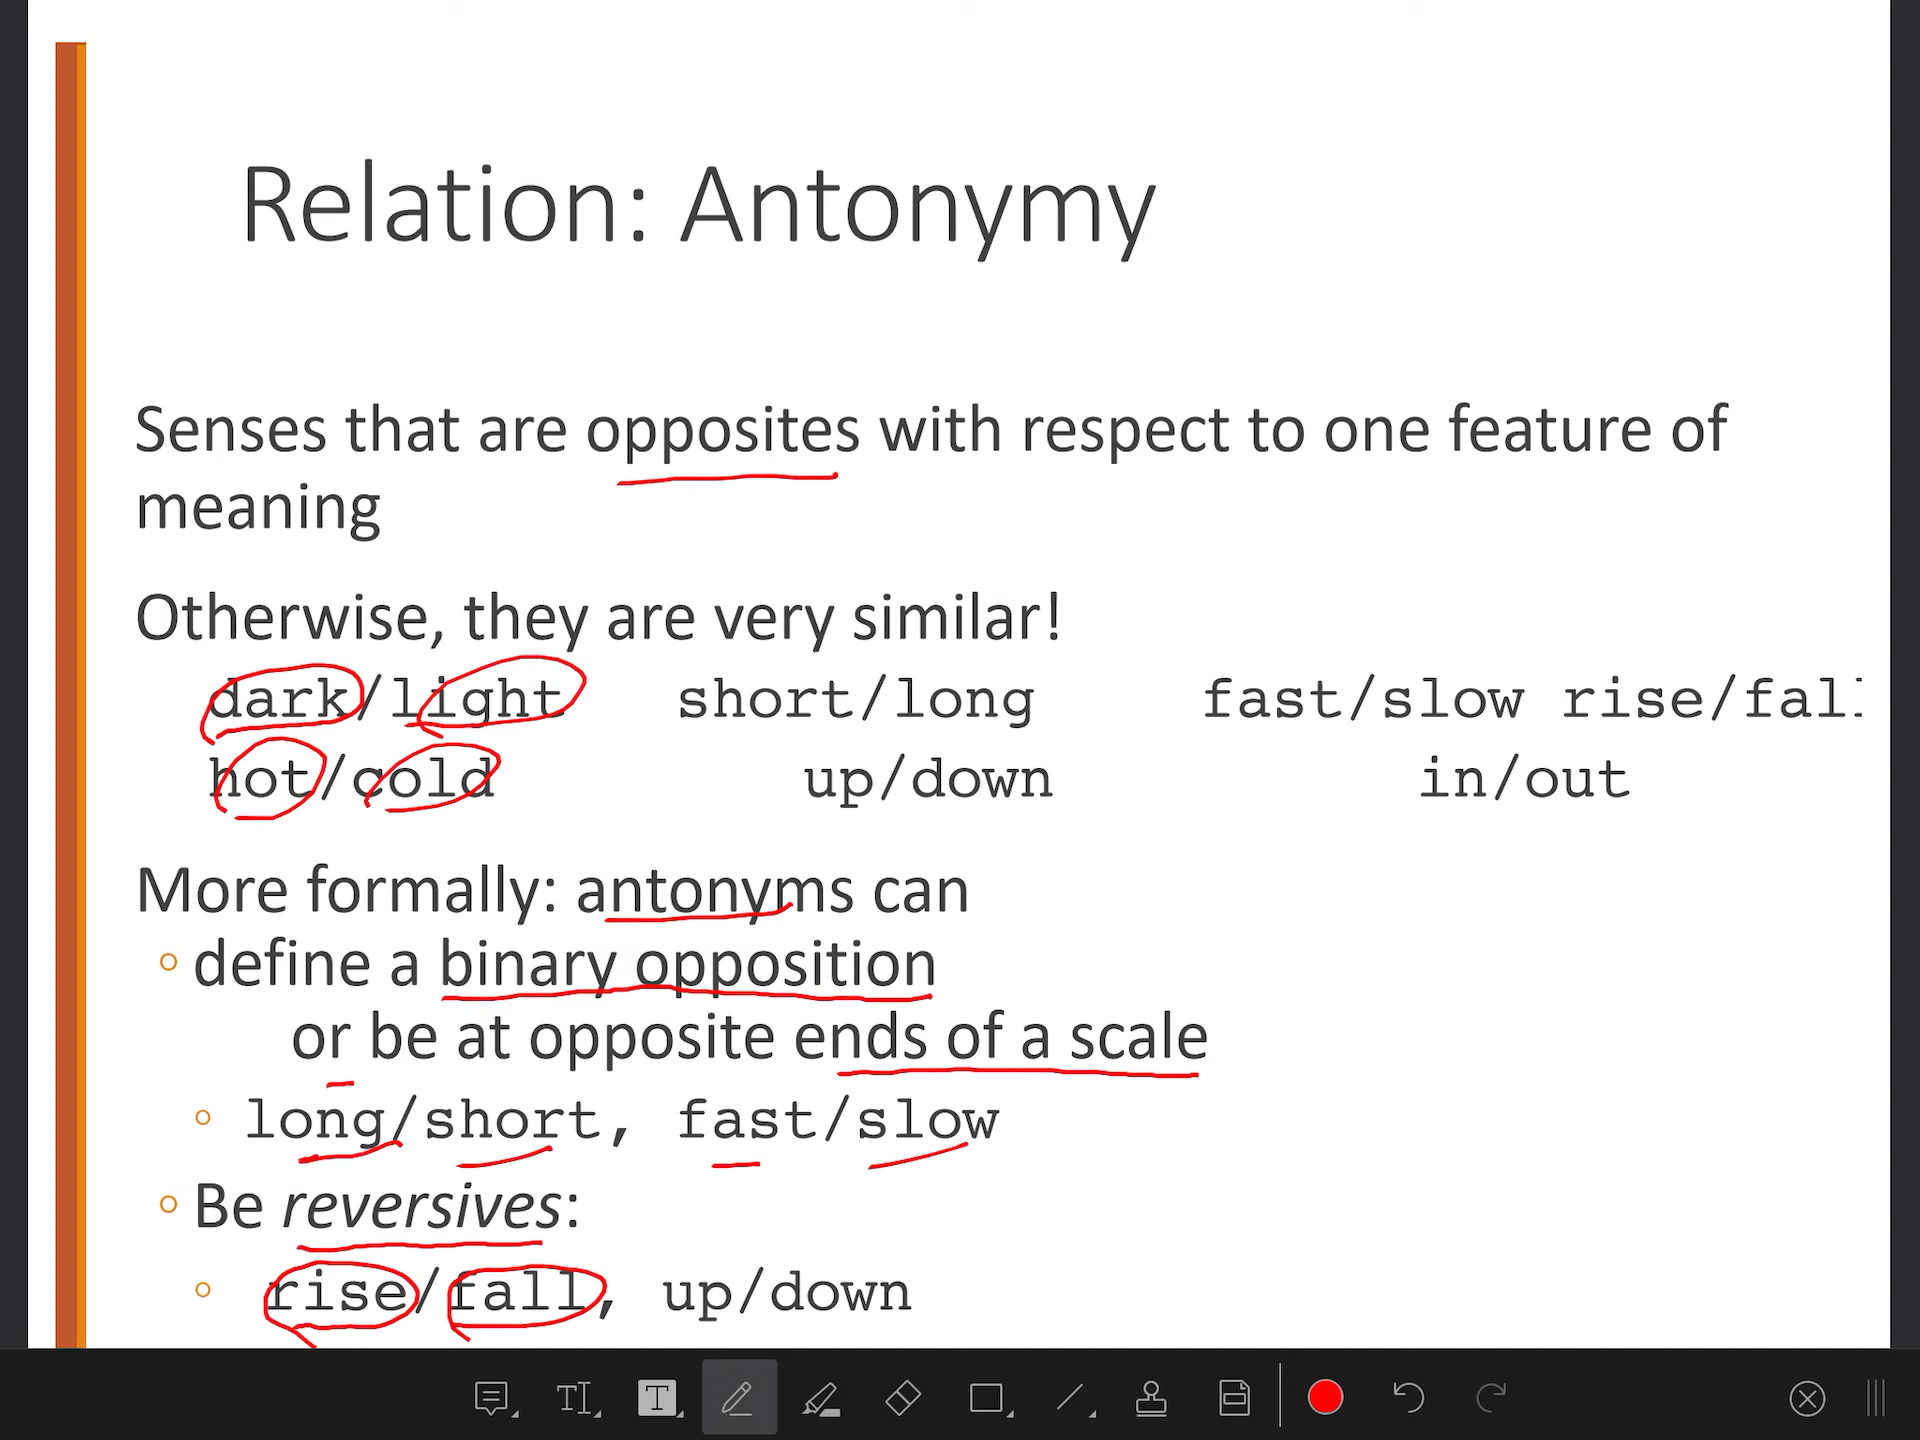 Relation: Antonymy
Senses that are opposites with respect to one feature of
meaning
Otherwise, they are very similar!
dark/light short/long fast/slow rise/fall
hot/cold up/down in/out
More formally: antonyms can
◦ define a binary opposition
or be at opposite ends of a scale
◦ long/short, fast/slow
◦ Be reversives:
◦ rise/fall, up/down